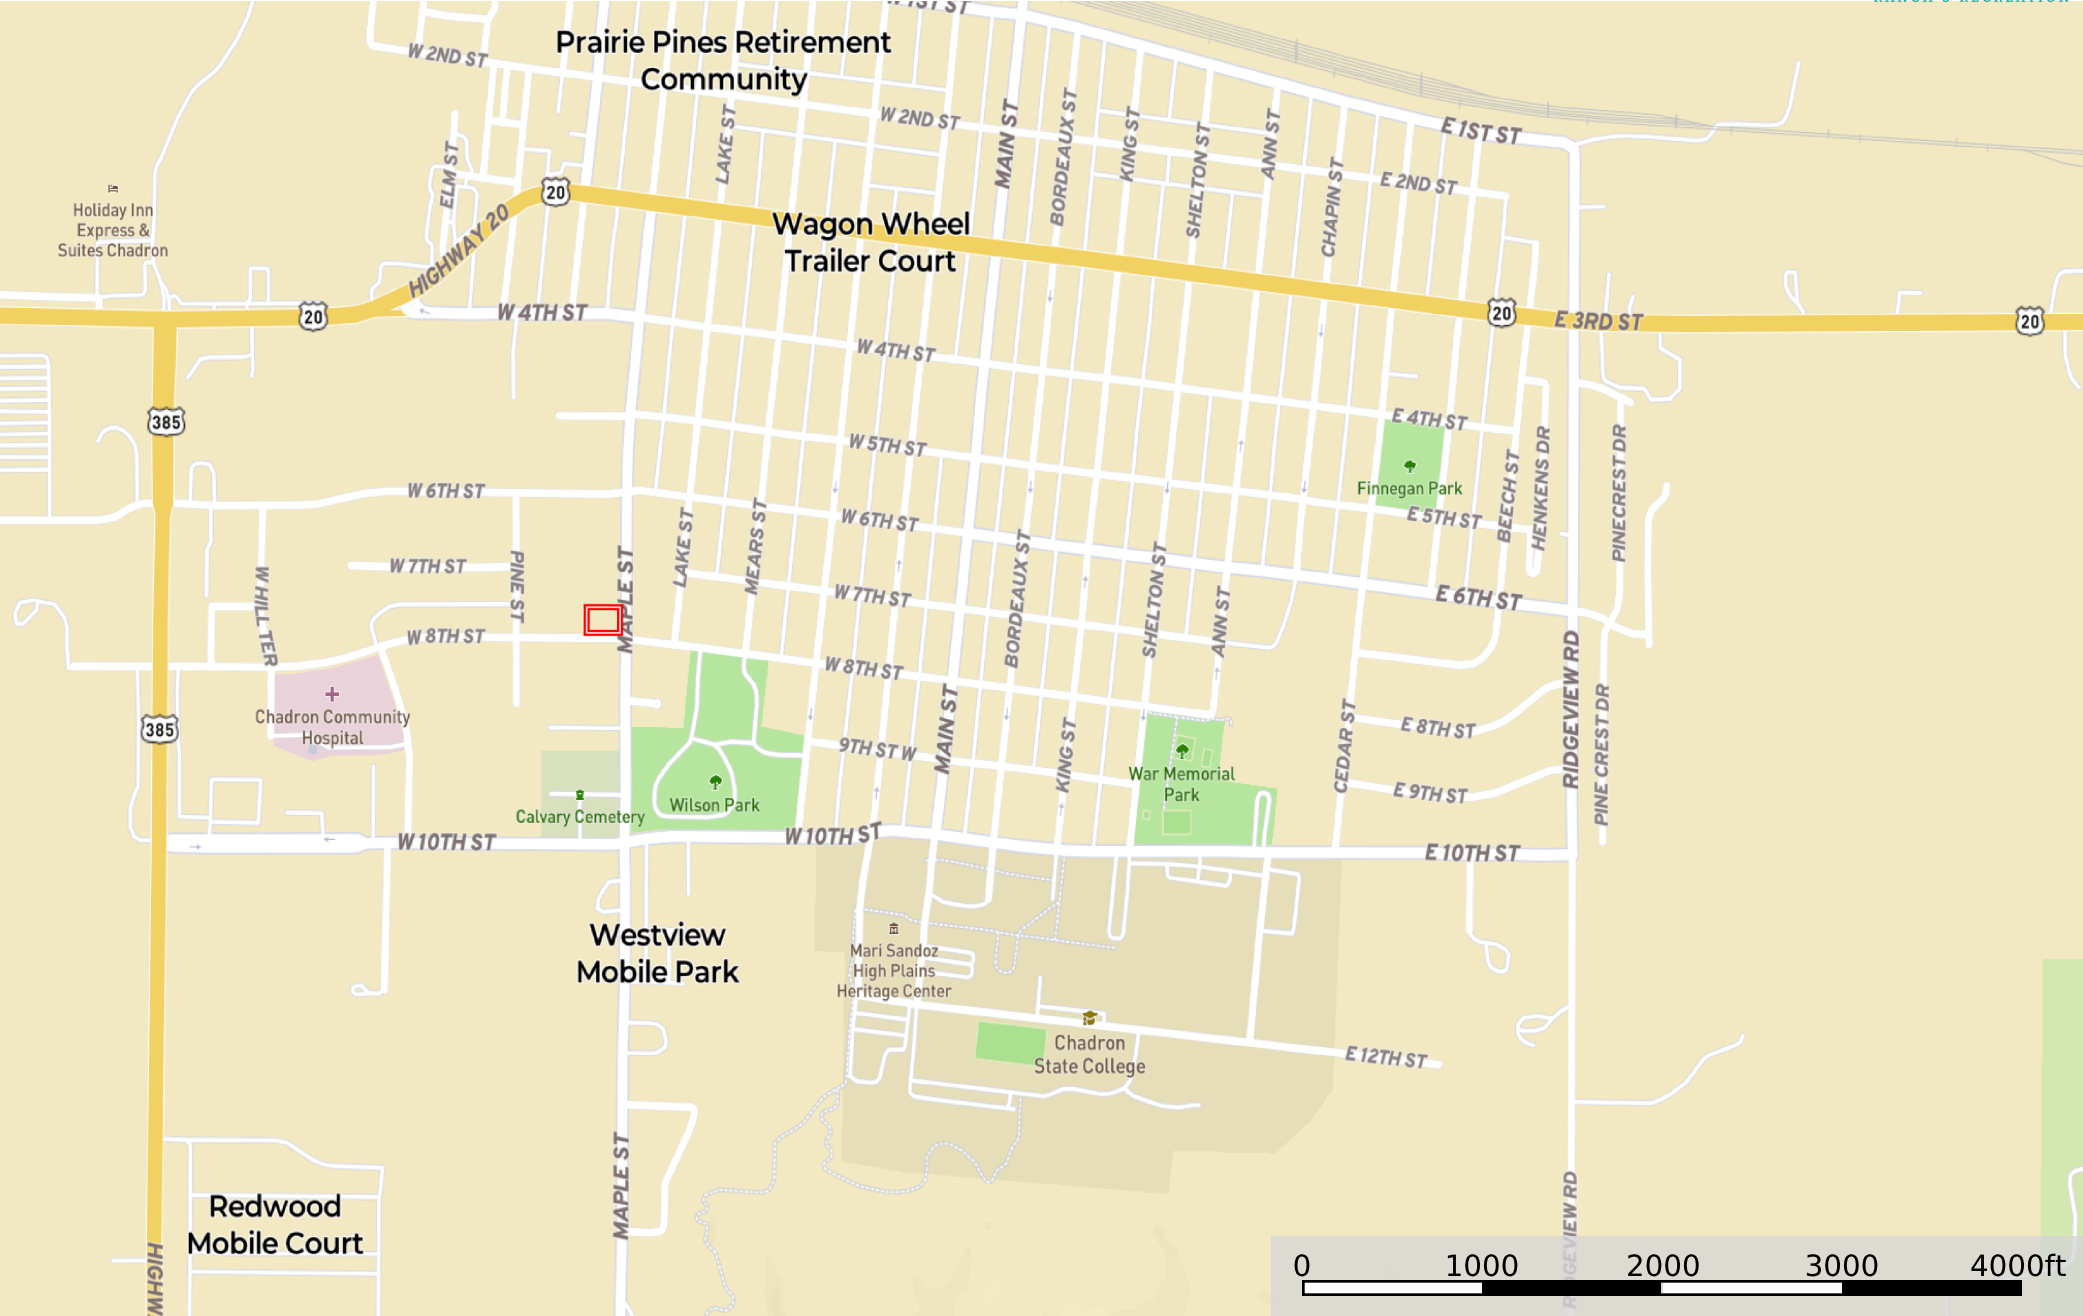 RANCH & RECREATION
W 1ST ST
Prairie Pines Retirement
Community
W 2ND ST
W 2ND ST
E 1ST ST
E 2ND ST
LAKE ST
MAIN ST
BORDEAUX ST
KING ST
SHELTON ST
ANN ST
CHAPIN ST
ELM ST
HIGHWAY 20
20
Holiday Inn
Express &
Suites Chadron
Wagon Wheel
Trailer Court
20
W 4TH ST
20
E 3RD ST
20
W 4TH ST
385
E 4TH ST
W 5TH ST
Finnegan Park
E 5TH ST
BEECH ST
HENKENS DR
PINECREST DR
W 6TH ST
W 6TH ST
LAKE ST
MEARS ST
W 7TH ST
PINE ST
W HILL TER
MAPLE ST
W 7TH ST
BORDEAUX ST
SHELTON ST
ANN ST
E 6TH ST
W 8TH ST
W 8TH ST
RIDGEVIEW RD
Chadron Community
Hospital
385
MAIN ST
KING ST
9TH ST W
CEDAR ST
E 8TH ST
PINE CREST DR
War Memorial
Park
E 9TH ST
Wilson Park
Calvary Cemetery
W 10TH ST
W 10TH ST
E 10TH ST
Westview
Mobile Park
Mari Sandoz
High Plains
Heritage Center
Chadron
State College
E 12TH ST
MAPLE ST
RIDGEVIEW RD
Redwood
Mobile Court
HIGHW
0 1000 2000 3000 4000ft